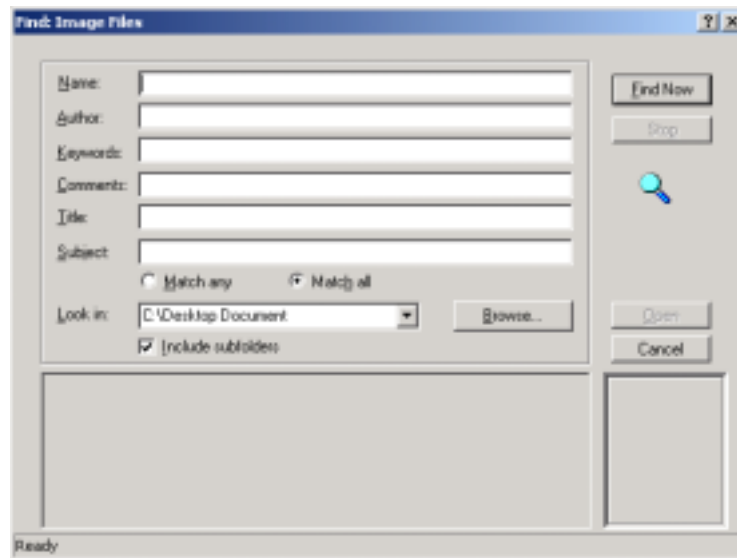 Find: Image Files
Name:
Find Now
Author:
Stop
Keywords:
Comments:
Title:
Subject:
Match any
Match all
Look in:
C:\Desktop Document
Browse...
Open
Include subfolders
Cancel
Ready